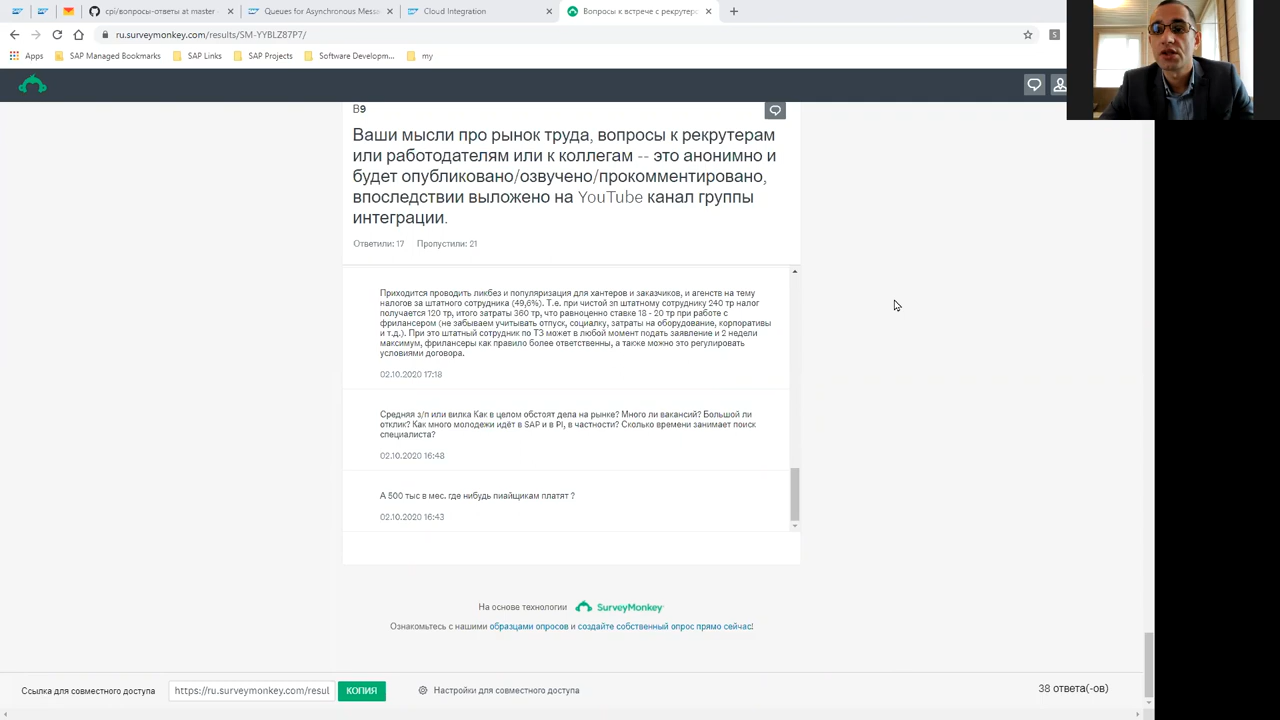 cpi/вопросы-ответы at master
Queues for Asynchronous Messa
Cloud Integration
Вопросы к встрече с рекрутеро
ru.surveymonkey.com/results/SM-YYBLZ87P7/
Apps
SAP Managed Bookmarks
SAP Links
SAP Projects
Software Developm...
my
В9
Ваши мысли про рынок труда, вопросы к рекрутерам
или работодателям или к коллегам -- это анонимно и
будет опубликовано/озвучено/прокомментировано,
впоследствии выложено на YouTube канал группы
интеграции.
Ответили: 17 Пропустили: 21
Приходится проводить ликбез и популяризация для хантеров и заказчиков, и агенств на тему
налогов за штатного сотрудника (49,6%). Т.е. при чистой зп штатному сотруднику 240 тр налог
получается 120 тр, итого затраты 360 тр, что равноценно ставке 18 - 20 тр при работе с
фрилансером (не забываем учитывать отпуск, социалку, затраты на оборудование, корпоративы
и т.д.). При это штатный сотрудник по ТЗ может в любой момент подать заявление и 2 недели
максимум, фрилансеры как правило более ответственны, а также можно это регулировать
условиями договора.
02.10.2020 17:18
Средняя з/п или вилка Как в целом обстоят дела на рынке? Много ли вакансий? Большой ли
отклик? Как много молодежи идёт в SAP и в PI, в частности? Сколько времени занимает поиск
специалиста?
02.10.2020 16:48
А 500 тыс в мес. где нибудь пиайщикам платят ?
02.10.2020 16:43
На основе технологии SurveyMonkey
Ознакомьтесь с нашими образцами опросов и создайте собственный опрос прямо сейчас!
Ссылка для совместного доступа
https://ru.surveymonkey.com/resul
КОПИЯ
Настройки для совместного доступа
38 ответа(-ов)